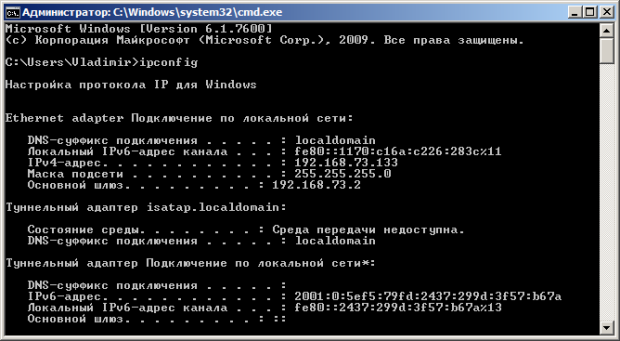 Администратор: C:\Windows\system32\cmd.exe
Microsoft Windows [Version 6.1.7600]
(c) Корпорация Майкрософт (Microsoft Corp.), 2009. Все права защищены.
C:\Users\Vladimir>ipconfig
Настройка протокола IP для Windows
Ethernet adapter Подключение по локальной сети:
DNS-суффикс подключения . . . . . : localdomain
Локальный IPv6-адрес канала . . . : fe80::1170:c16a:c226:283c%11
IPv4-адрес. . . . . . . . . . . . : 192.168.73.133
Маска подсети . . . . . . . . . . : 255.255.255.0
Основной шлюз. . . . . . . . . : 192.168.73.2
Туннельный адаптер isatap.localdomain:
Состояние среды. . . . . . . . : Среда передачи недоступна.
DNS-суффикс подключения . . . . . : localdomain
Туннельный адаптер Подключение по локальной сети*:
DNS-суффикс подключения . . . . . :
IPv6-адрес. . . . . . . . . . . . : 2001:0:5ef5:79fd:2437:299d:3f57:b67a
Локальный IPv6-адрес канала . . . : fe80::2437:299d:3f57:b67a%13
Основной шлюз. . . . . . . . . : ::